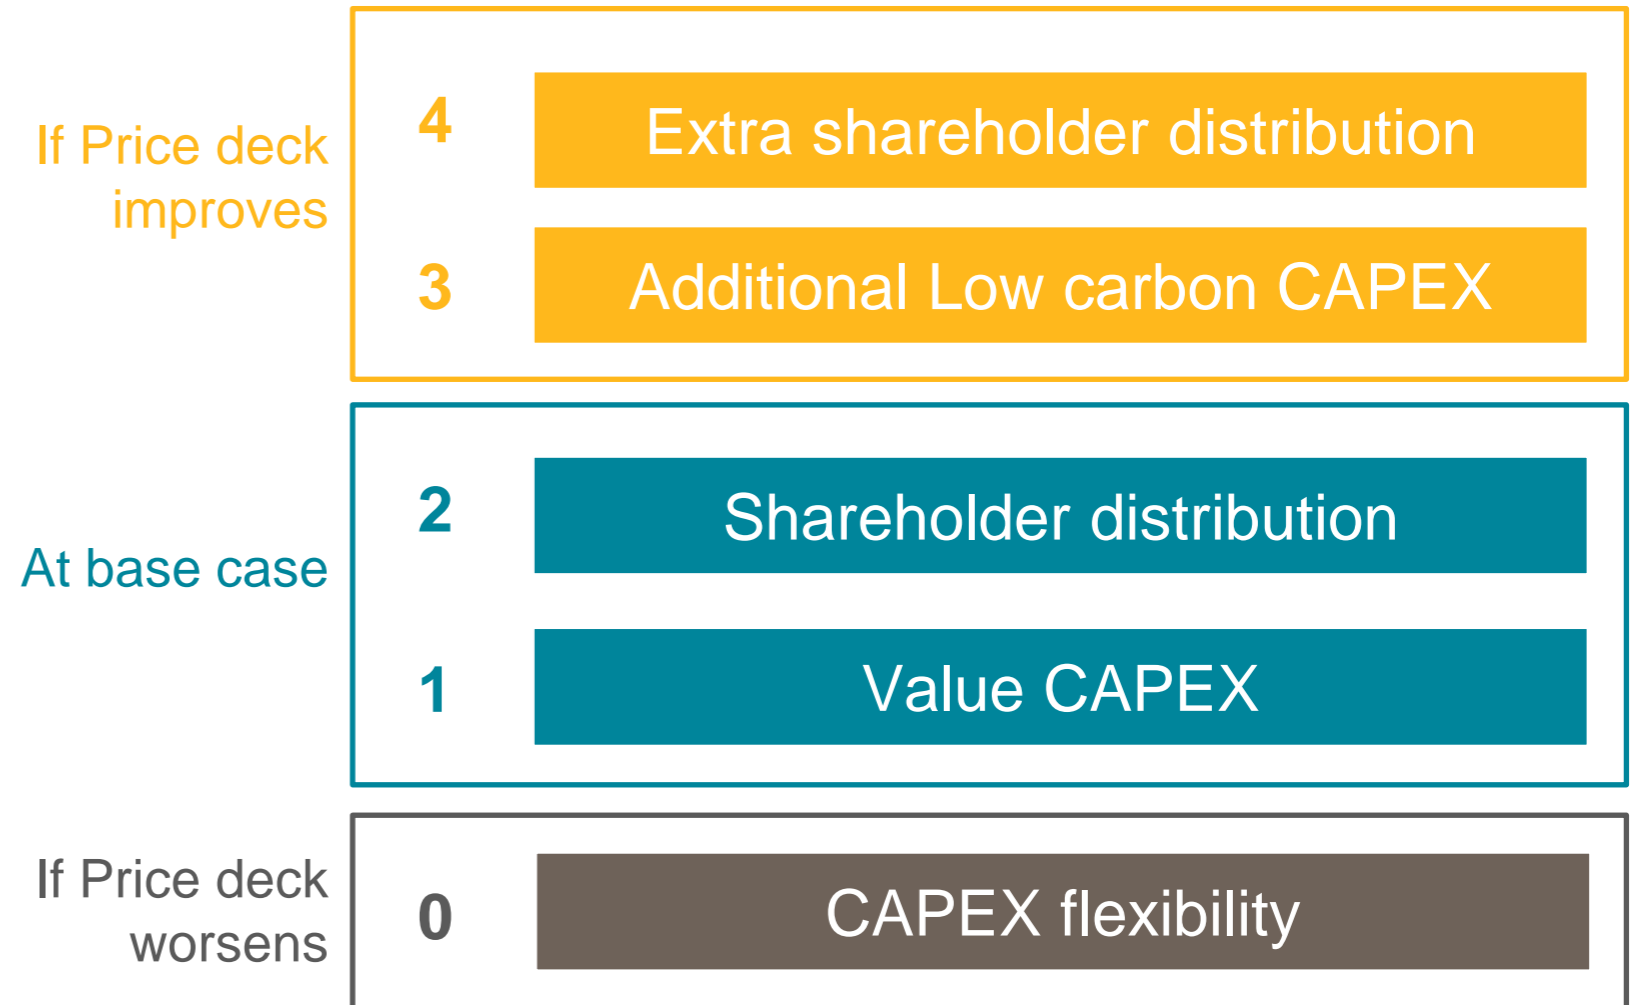 If Price deck
improves
4
Extra shareholder distribution
3
Additional Low carbon CAPEX
At base case
2
Shareholder distribution
1
Value CAPEX
If Price deck
worsens
0
CAPEX flexibility